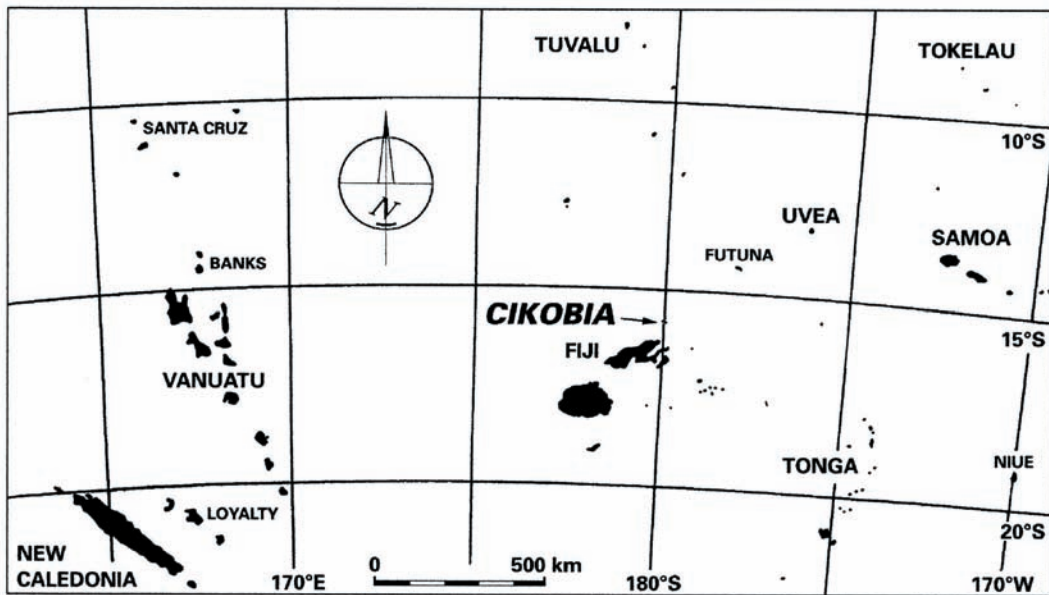 TUVALU
TOKELAU
SANTA CRUZ
10°S
N
UVEA
SAMOA
BANKS
FUTUNA
CIKOBIA
15°S
FIJI
VANUATU
TONGA
NIUE
LOYALTY
20°S
NEW
CALEDONIA
170°E
0 500 km
180°S
170°W